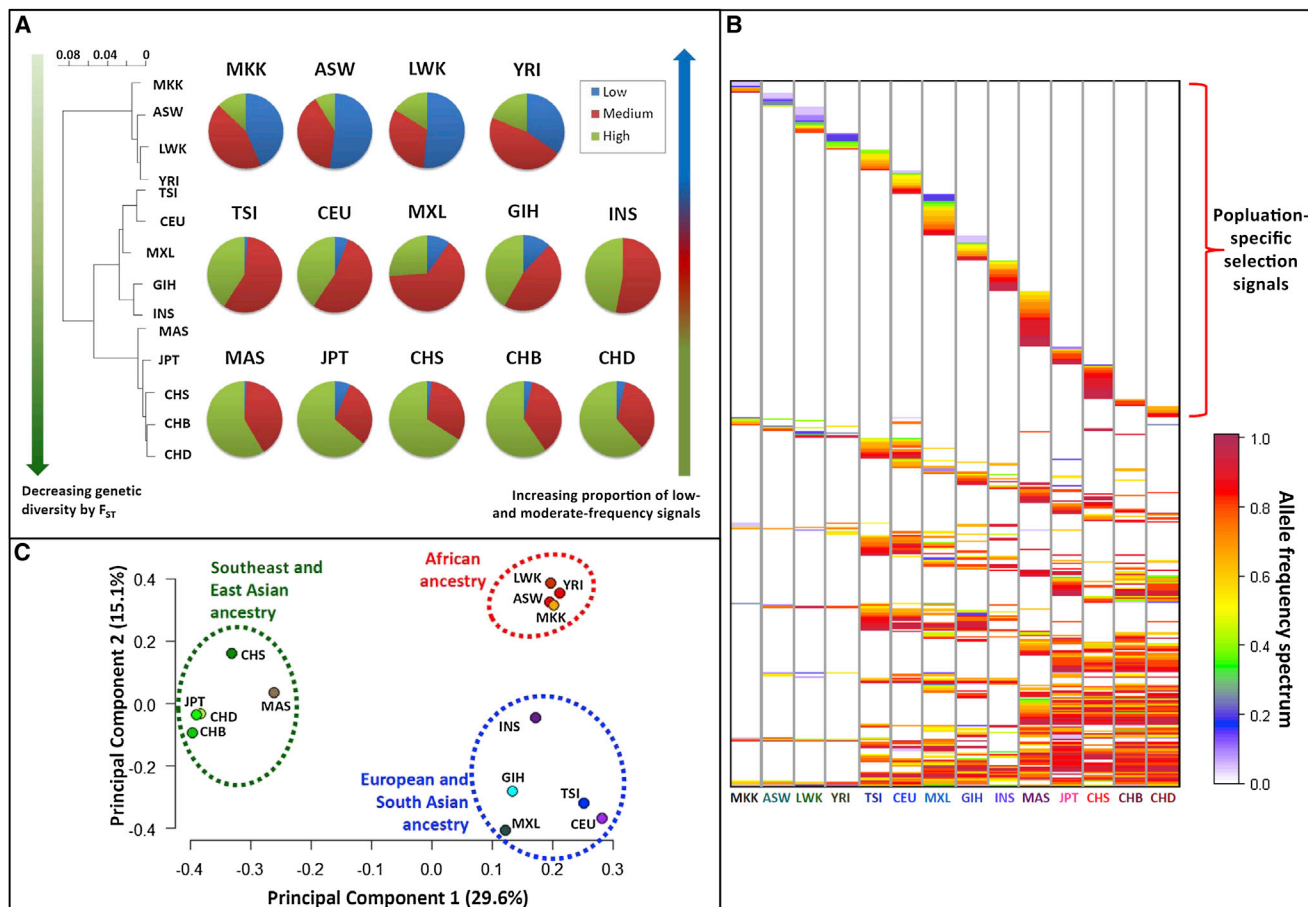 A
0.08 0.04 0
MKK
ASW
LWK
YRI
TSI
CEU
MXL
GIH
INS
MAS
JPT
CHS
CHB
CHD
Decreasing genetic
diversity by FST
MKK ASW LWK YRI
Low
Medium
High
TSI CEU MXL GIH INS
MAS JPT CHS CHB CHD
Increasing proportion of low-
and moderate-frequency signals
B
Popluation-
specific
selection
signals
1.0
0.8
0.6
0.4
0.2
0.0
Allele frequency spectrum
MKK ASW LWK YRI TSI CEU MXL GIH INS MAS JPT CHS CHB CHD
C
Southeast and
East Asian
ancestry
African
ancestry
European and
South Asian
ancestry
LWK YRI
ASW
MKK
CHS
MAS
JPT
CHD
CHB
INS
GIH
TSI
MXL
CEU
0.4
0.2
0.0
-0.2
-0.4
Principal Component 2 (15.1%)
-0.4 -0.3 -0.2 -0.1 0.0 0.1 0.2 0.3
Principal Component 1 (29.6%)